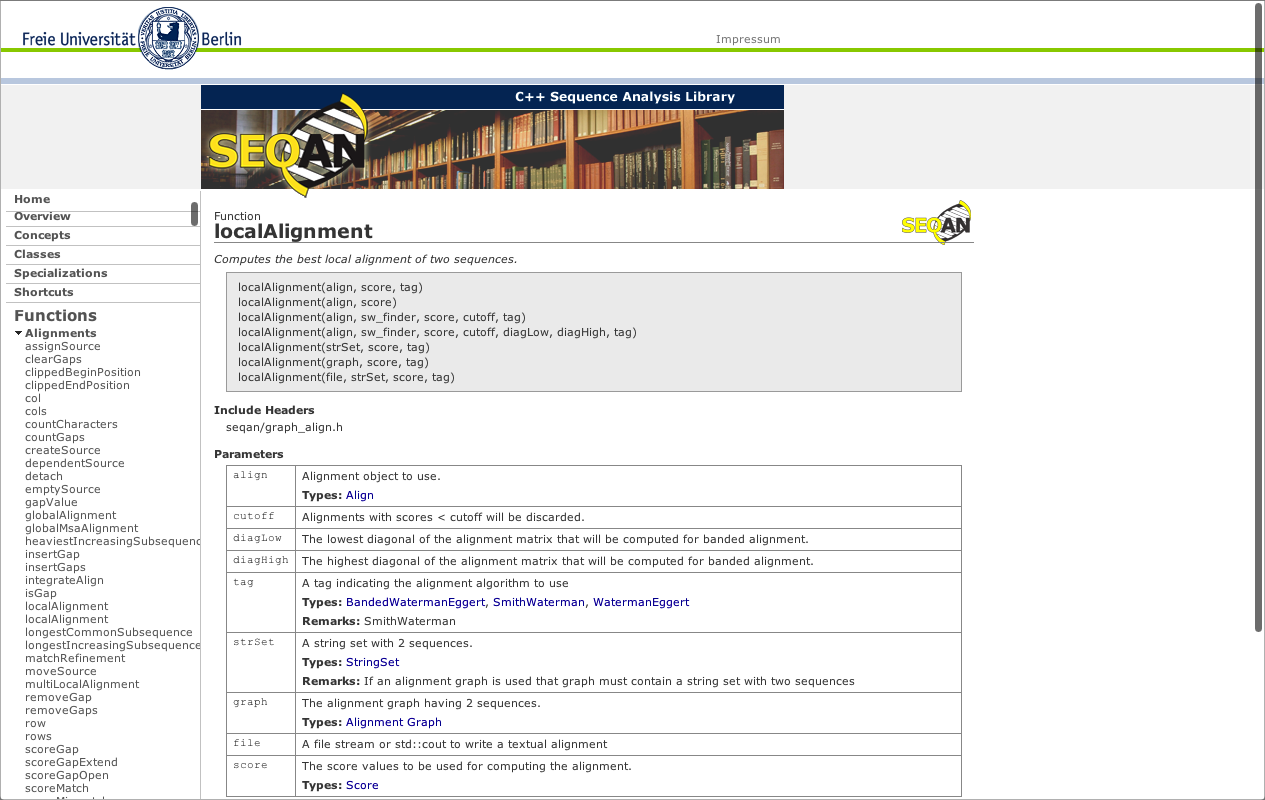 Freie Universität Berlin
Impressum
C++ Sequence Analysis Library
SEQAN
Home
Overview
Concepts
Classes
Specializations
Shortcuts
Functions
Alignments
assignSource
clearGaps
clippedBeginPosition
clippedEndPosition
col
cols
countCharacters
countGaps
createSource
dependentSource
detach
emptySource
gapValue
globalAlignment
globalMsaAlignment
heaviestIncreasingSubsequenc
insertGap
insertGaps
integrateAlign
isGap
localAlignment
localAlignment
longestCommonSubsequence
longestIncreasingSubsequence
matchRefinement
moveSource
multiLocalAlignment
removeGap
removeGaps
row
rows
scoreGap
scoreGapExtend
scoreGapOpen
scoreMatch
Function
localAlignment
SEQAN
Computes the best local alignment of two sequences.
localAlignment(align, score, tag)
localAlignment(align, score)
localAlignment(align, sw_finder, score, cutoff, tag)
localAlignment(align, sw_finder, score, cutoff, diagLow, diagHigh, tag)
localAlignment(strSet, score, tag)
localAlignment(graph, score, tag)
localAlignment(file, strSet, score, tag)
Include Headers
seqan/graph_align.h
Parameters
align Alignment object to use.
Types: Align
cutoff Alignments with scores < cutoff will be discarded.
diagLow The lowest diagonal of the alignment matrix that will be computed for banded alignment.
diagHigh The highest diagonal of the alignment matrix that will be computed for banded alignment.
tag A tag indicating the alignment algorithm to use
Types: BandedWatermanEggert, SmithWaterman, WatermanEggert
Remarks: SmithWaterman
strSet A string set with 2 sequences.
Types: StringSet
Remarks: If an alignment graph is used that graph must contain a string set with two sequences
graph The alignment graph having 2 sequences.
Types: Alignment Graph
file A file stream or std::cout to write a textual alignment
score The score values to be used for computing the alignment.
Types: Score